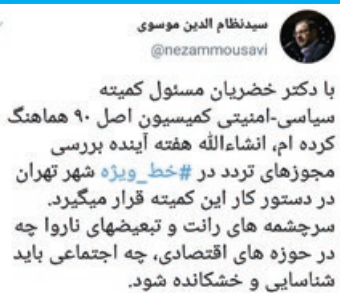 سیدنظام الدین موسوی
@nezammousavi
با دکتر خضریان مسئول کمیته
سیاسی-امنیتی کمیسیون اصل ۹۰ هماهنگ
کرده ام، انشاءالله هفته آینده بررسی
مجوزهای تردد در #خط_ویژه شهر تهران
در دستور کار این کمیته قرار میگیرد.
سرچشمه های رانت و تبعیضهای ناروا چه
در حوزه های اقتصادی، چه اجتماعی باید
شناسایی و خشکانده شود.